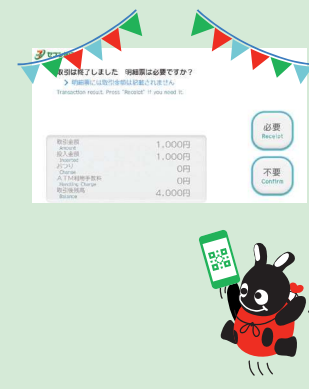 セブン
取引は終了しました 明細票は必要ですか？
明細票には取引金額は記載されません
Transaction result. Press "Receipt" if you need it.
必要
Receipt
取引金額 1,000円
Amount
投入金額 1,000円
Inserted
おつり 0円
Change
ATM利用手数料 0円
Charge
取引後残高 4,000円
Balance
不要
Confirm